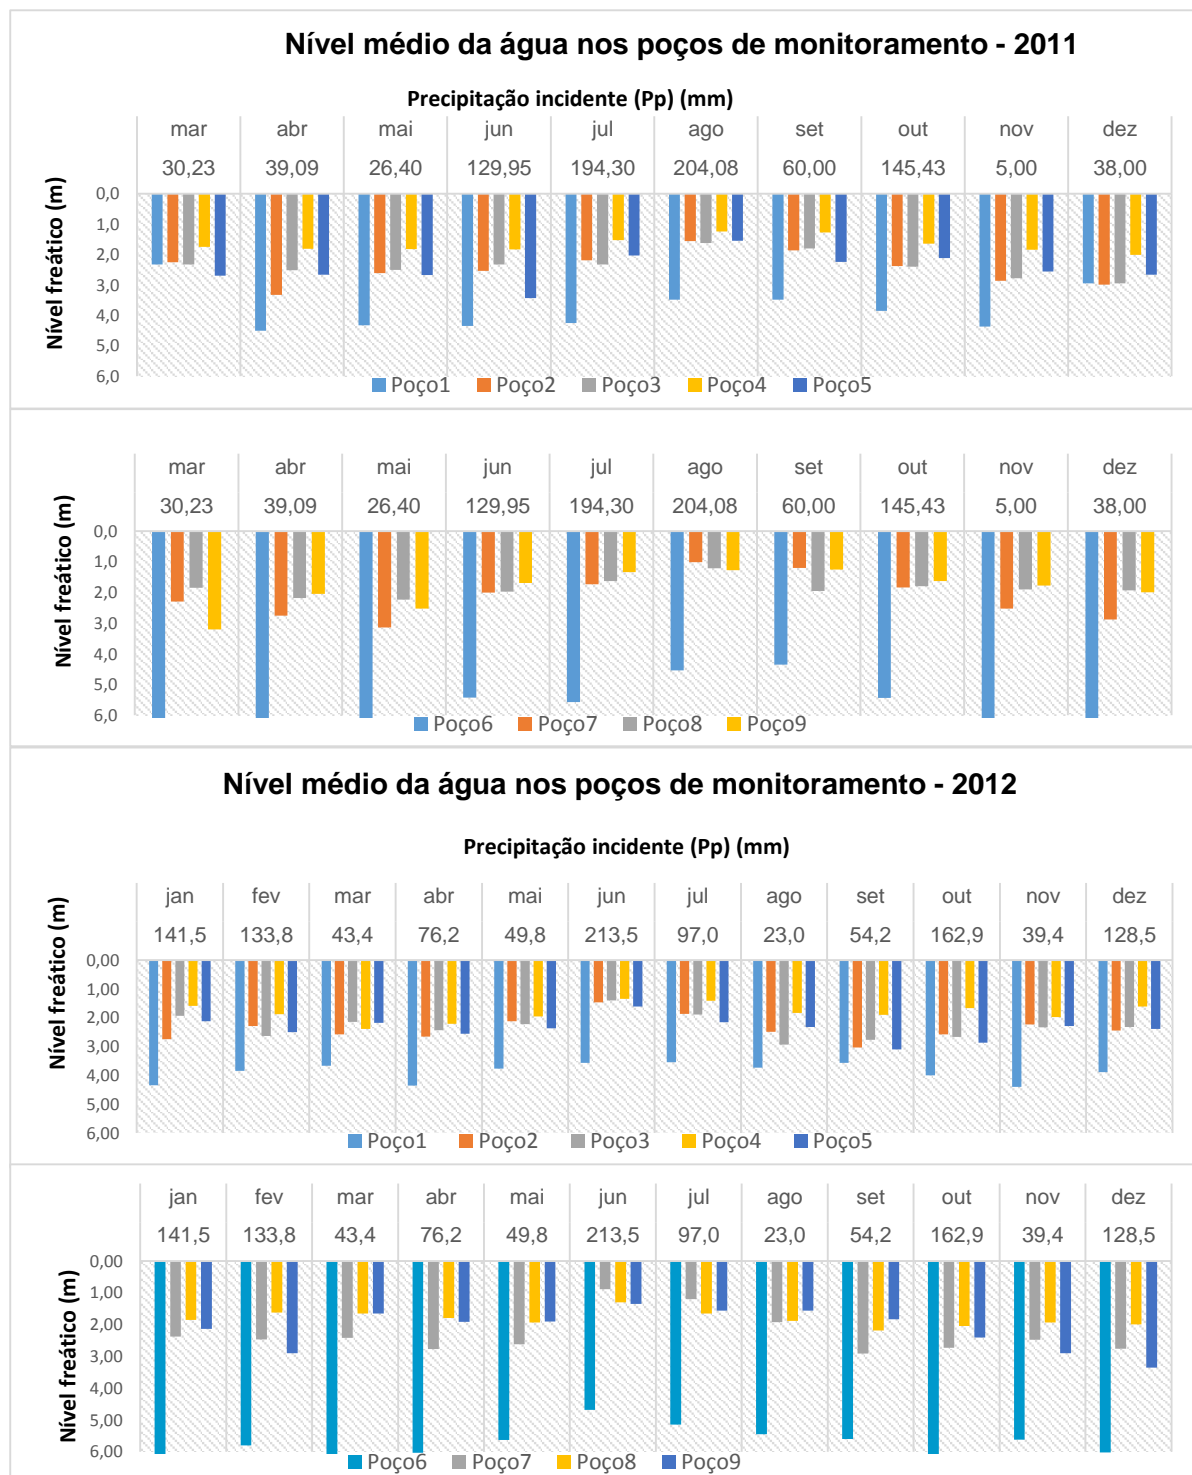 Nível médio da água nos poços de monitoramento - 2011
Precipitação incidente (Pp) (mm)
mar abr mai jun jul ago set out nov dez
30,23 39,09 26,40 129,95 194,30 204,08 60,00 145,43 5,00 38,00
Nível freático (m)
0,0
1,0
2,0
3,0
4,0
5,0
6,0
Poço1 Poço2 Poço3 Poço4 Poço5
mar abr mai jun jul ago set out nov dez
30,23 39,09 26,40 129,95 194,30 204,08 60,00 145,43 5,00 38,00
Nível freático (m)
0,0
1,0
2,0
3,0
4,0
5,0
6,0
Poço6 Poço7 Poço8 Poço9
Nível médio da água nos poços de monitoramento - 2012
Precipitação incidente (Pp) (mm)
jan fev mar abr mai jun jul ago set out nov dez
141,5 133,8 43,4 76,2 49,8 213,5 97,0 23,0 54,2 162,9 39,4 128,5
Nível freático (m)
0,00
1,00
2,00
3,00
4,00
5,00
6,00
Poço1 Poço2 Poço3 Poço4 Poço5
jan fev mar abr mai jun jul ago set out nov dez
141,5 133,8 43,4 76,2 49,8 213,5 97,0 23,0 54,2 162,9 39,4 128,5
Nível freático (m)
0,00
1,00
2,00
3,00
4,00
5,00
6,00
Poço6 Poço7 Poço8 Poço9